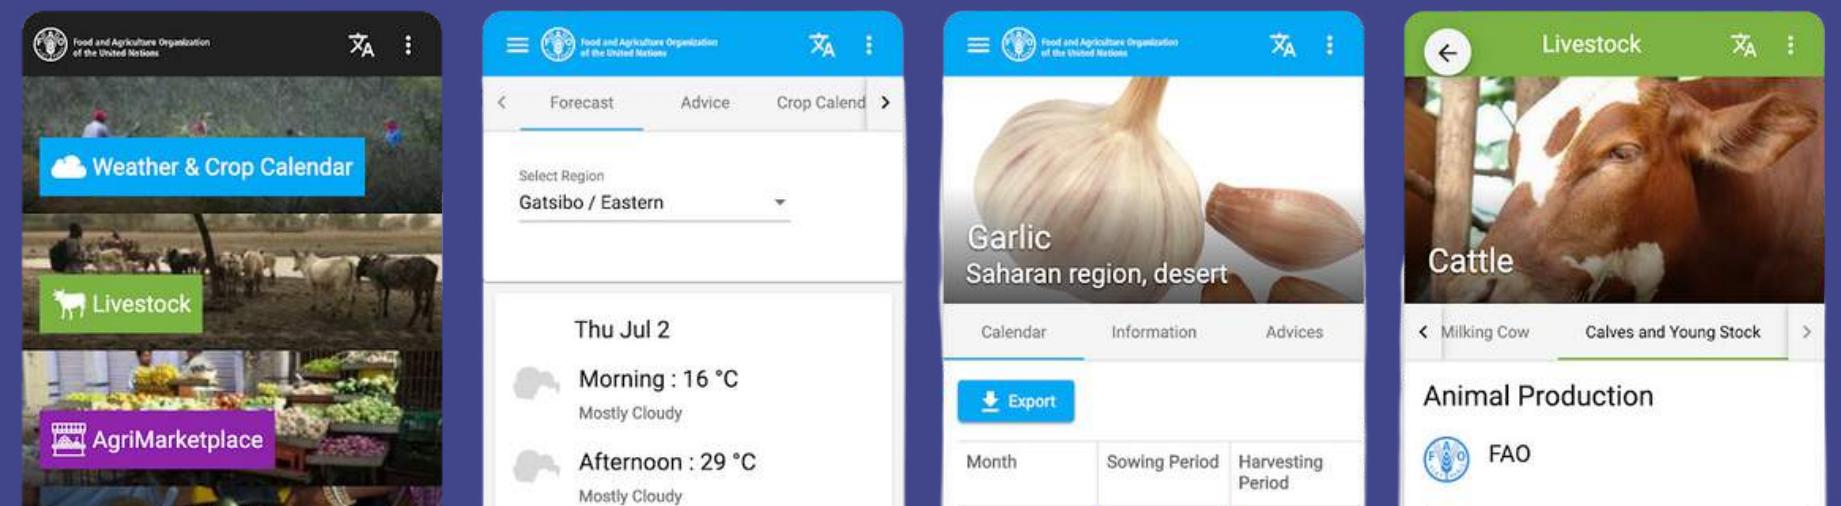 Food and Agriculture Organization
of the United Nations
Weather & Crop Calendar
Livestock
AgriMarketplace
Food and Agriculture Organization
of the United Nations
Forecast
Advice
Crop Calend
Select Region
Gatsibo / Eastern
Thu Jul 2
Morning : 16 °C
Mostly Cloudy
Afternoon : 29 °C
Mostly Cloudy
Food and Agriculture Organization
of the United Nations
Garlic
Saharan region, desert
Calendar
Information
Advices
Export
Month
Sowing Period
Harvesting
Period
Livestock
Cattle
Milking Cow
Calves and Young Stock
Animal Production
FAO